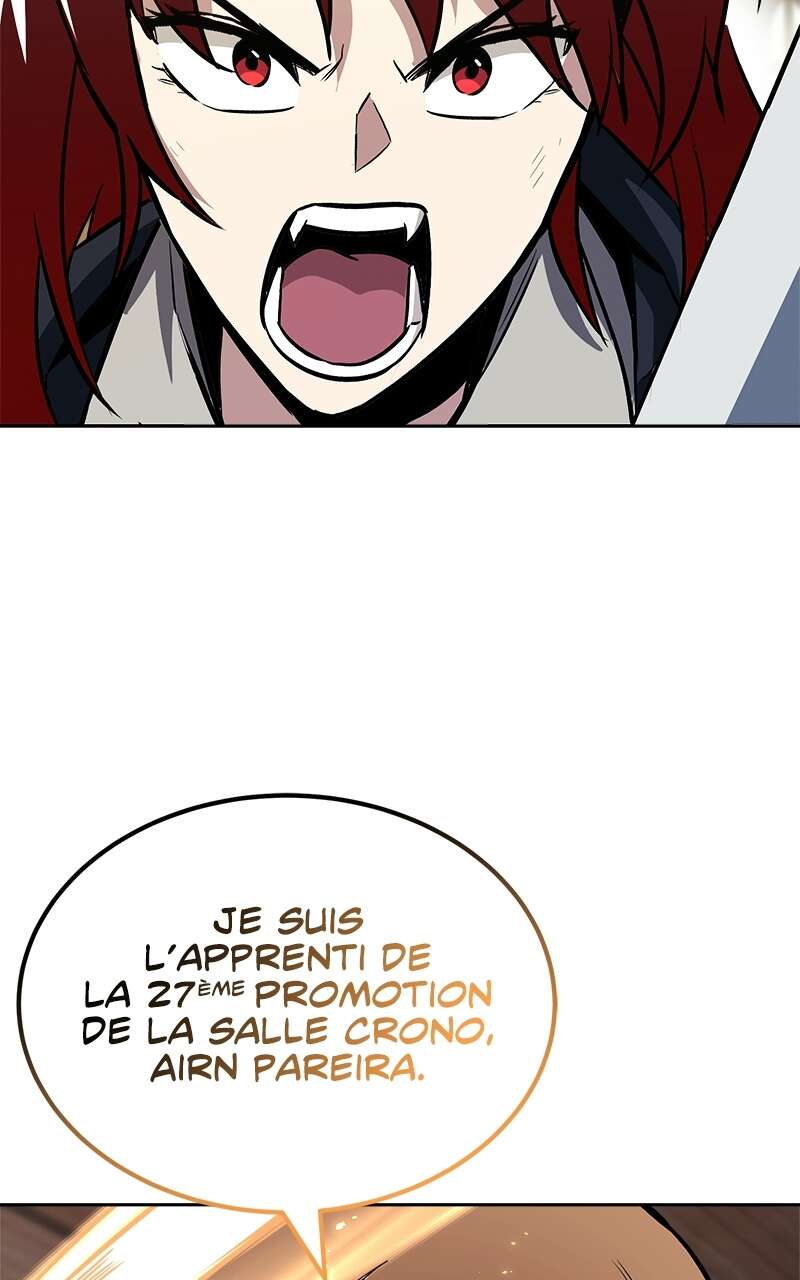 JE SUIS
L'APPRENTI DE
LA 27ÈME PROMOTION
DE LA SALLE CRONO,
AIRN PAREIRA.